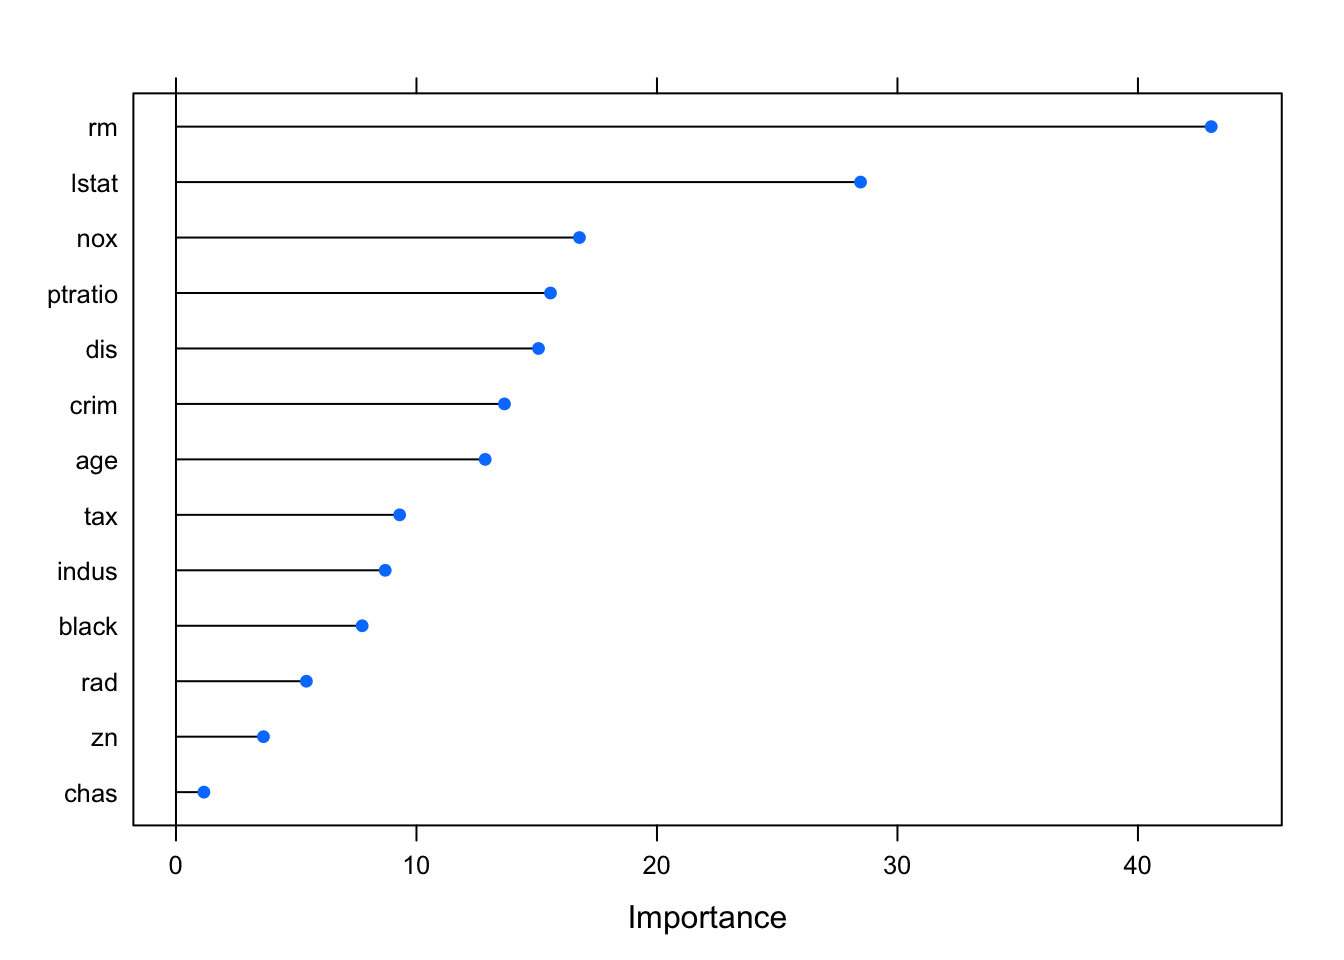 rm
lstat
nox
ptratio
dis
crim
age
tax
indus
black
rad
zn
chas
0 10 20 30 40
Importance